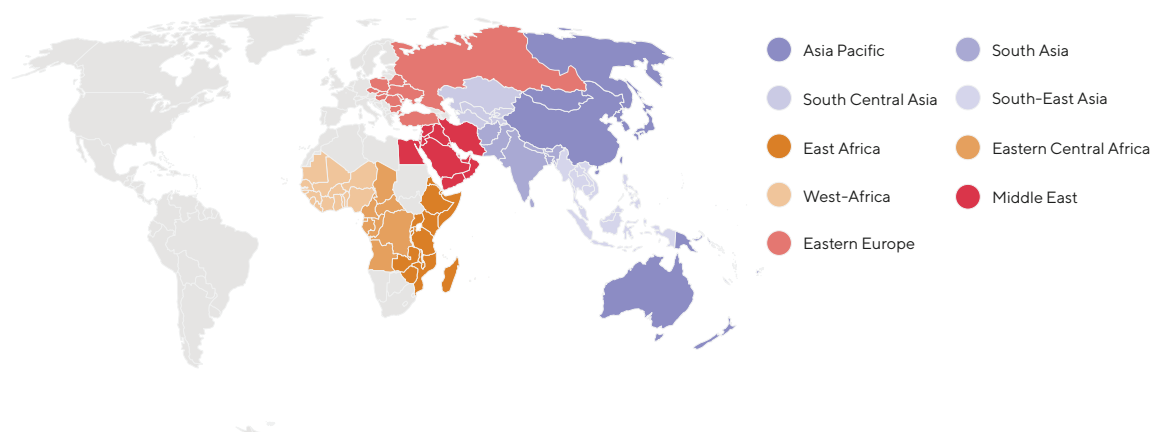 Asia Pacific
South Asia
South Central Asia
South-East Asia
East Africa
Eastern Central Africa
West-Africa
Middle East
Eastern Europe